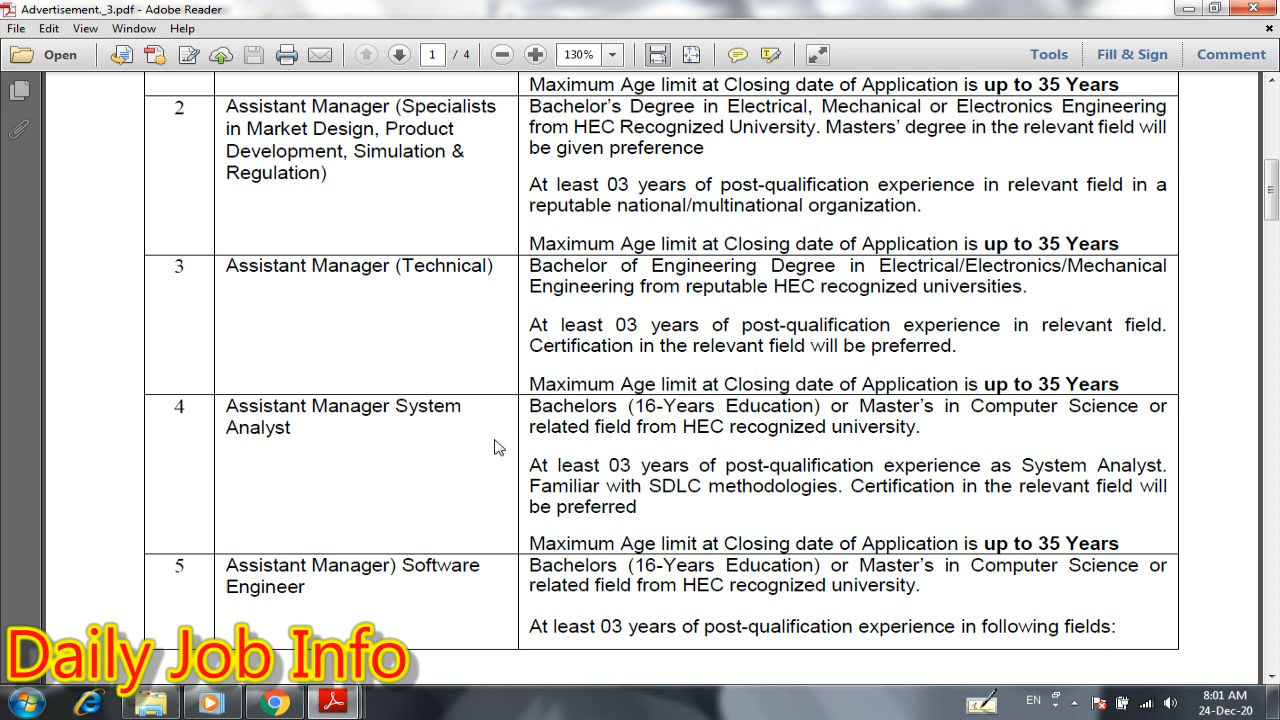 Advertisement._3.pdf - Adobe Reader
File Edit View Window Help
Open 1 / 4 130% Tools Fill & Sign Comment
Maximum Age limit at Closing date of Application is up to 35 Years
2 Assistant Manager (Specialists in Market Design, Product Development, Simulation & Regulation)
Bachelor's Degree in Electrical, Mechanical or Electronics Engineering
from HEC Recognized University. Masters' degree in the relevant field will
be given preference
At least 03 years of post-qualification experience in relevant field in a
reputable national/multinational organization.
Maximum Age limit at Closing date of Application is up to 35 Years
3 Assistant Manager (Technical)
Bachelor of Engineering Degree in Electrical/Electronics/Mechanical
Engineering from reputable HEC recognized universities.
At least 03 years of post-qualification experience in relevant field.
Certification in the relevant field will be preferred.
Maximum Age limit at Closing date of Application is up to 35 Years
4 Assistant Manager System
Analyst
Bachelors (16-Years Education) or Master's in Computer Science or
related field from HEC recognized university.
At least 03 years of post-qualification experience as System Analyst.
Familiar with SDLC methodologies. Certification in the relevant field will
be preferred
Maximum Age limit at Closing date of Application is up to 35 Years
5 Assistant Manager) Software
Engineer
Bachelors (16-Years Education) or Master's in Computer Science or
related field from HEC recognized university.
At least 03 years of post-qualification experience in following fields:
Daily Job Info
EN
8:01 AM
24-Dec-20